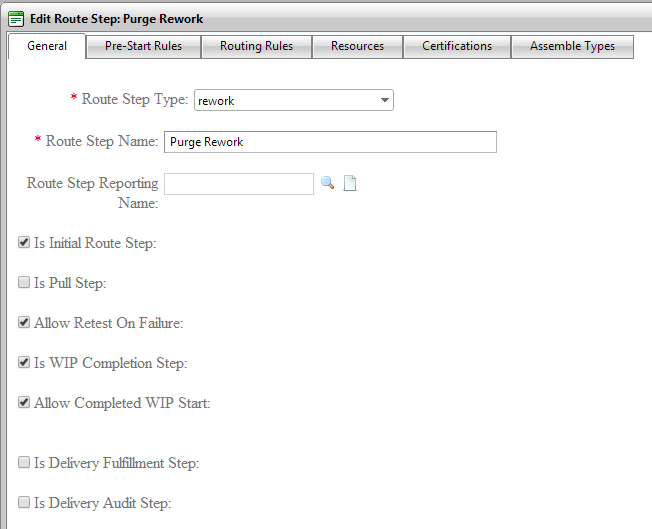 Edit Route Step: Purge Rework
General Pre-Start Rules Routing Rules Resources Certifications Assemble Types
* Route Step Type: rework
* Route Step Name: Purge Rework
Route Step Reporting
Name:
Is Initial Route Step:
Is Pull Step:
Allow Retest On Failure:
Is WIP Completion Step:
Allow Completed WIP Start:
Is Delivery Fulfillment Step:
Is Delivery Audit Step: